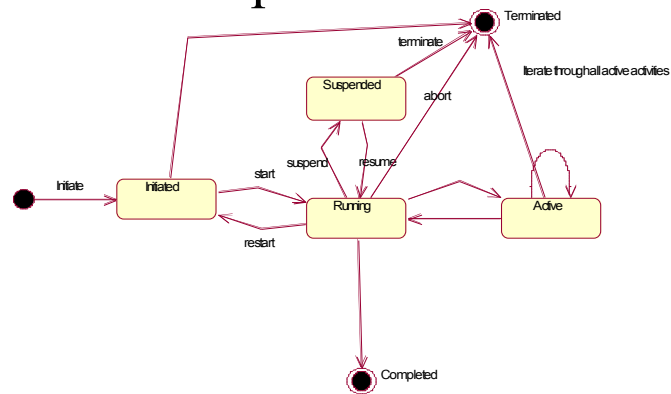 p
Terminated
terminate
Iterate through all active activities
Suspended
abort
suspend
resume
Initiate
Initiated
start
Running
Active
restart
Completed